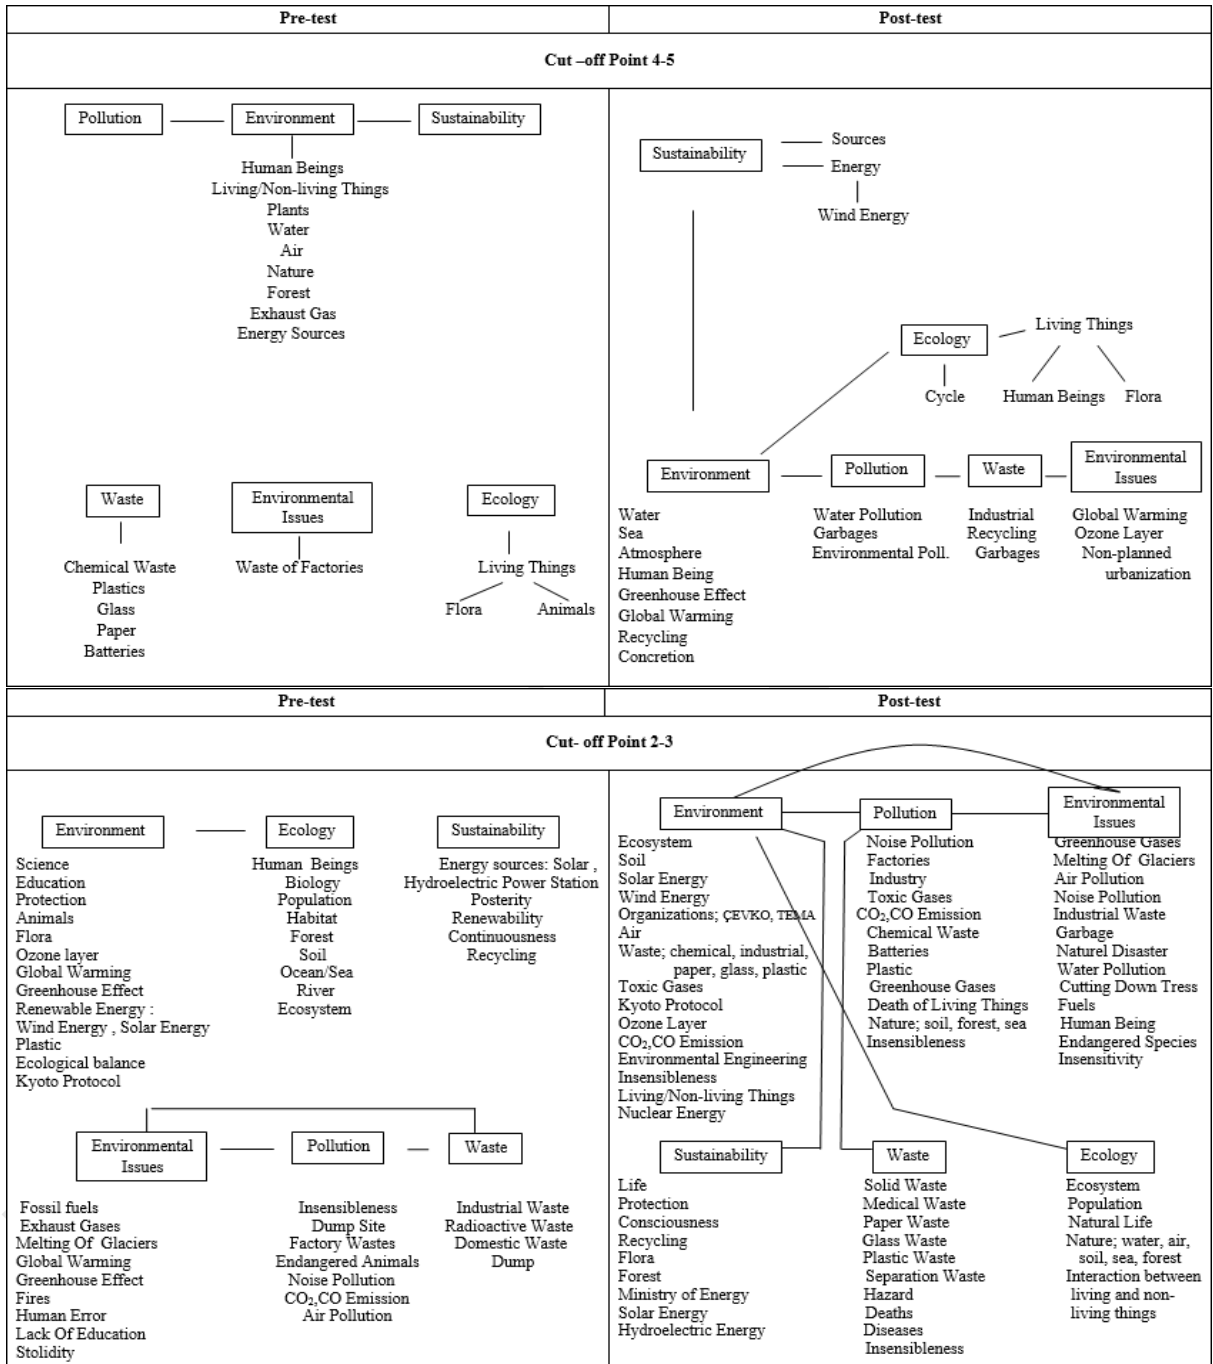 Pre-test
Post-test
Cut –off Point 4-5
Pollution
Environment
Sustainability
Human Beings
Living/Non-living Things
Plants
Water
Air
Nature
Forest
Exhaust Gas
Energy Sources
Waste
Chemical Waste
Plastics
Glass
Paper
Batteries
Environmental
Issues
Waste of Factories
Ecology
Living Things
Flora
Animals
Sustainability
Sources
Energy
Wind Energy
Ecology
Living Things
Cycle
Human Beings
Flora
Environment
Water
Sea
Atmosphere
Human Being
Greenhouse Effect
Global Warming
Recycling
Concretion
Pollution
Water Pollution
Garbages
Environmental Poll.
Waste
Industrial
Recycling
Garbages
Environmental
Issues
Global Warming
Ozone Layer
Non-planned
urbanization
Pre-test
Post-test
Cut- off Point 2-3
Environment
Science
Education
Protection
Animals
Flora
Ozone layer
Global Warming
Greenhouse Effect
Renewable Energy :
Wind Energy , Solar Energy
Plastic
Ecological balance
Kyoto Protocol
Ecology
Human Beings
Biology
Population
Habitat
Forest
Soil
Ocean/Sea
River
Ecosystem
Sustainability
Energy sources: Solar ,
Hydroelectric Power Station
Posterity
Renewability
Continuousness
Recycling
Environmental
Issues
Fossil fuels
Exhaust Gases
Melting Of Glaciers
Global Warming
Greenhouse Effect
Fires
Human Error
Lack Of Education
Stolidity
Pollution
Insensibleness
Dump Site
Factory Wastes
Endangered Animals
Noise Pollution
CO₂,CO Emission
Air Pollution
Waste
Industrial Waste
Radioactive Waste
Domestic Waste
Dump
Environment
Ecosystem
Soil
Solar Energy
Wind Energy
Organizations; ÇEVKO, TEMA
Air
Waste; chemical, industrial,
paper, glass, plastic
Toxic Gases
Kyoto Protocol
Ozone Layer
CO₂,CO Emission
Environmental Engineering
Insensibleness
Living/Non-living Things
Nuclear Energy
Pollution
Noise Pollution
Factories
Industry
Toxic Gases
CO₂,CO Emission
Chemical Waste
Batteries
Plastic
Greenhouse Gases
Death of Living Things
Nature; soil, forest, sea
Insensibleness
Environmental
Issues
Greenhouse Gases
Melting Of Glaciers
Air Pollution
Noise Pollution
Industrial Waste
Garbage
Naturel Disaster
Water Pollution
Cutting Down Tress
Fuels
Human Being
Endangered Species
Insensitivity
Sustainability
Life
Protection
Consciousness
Recycling
Flora
Forest
Ministry of Energy
Solar Energy
Hydroelectric Energy
Waste
Solid Waste
Medical Waste
Paper Waste
Glass Waste
Plastic Waste
Separation Waste
Hazard
Deaths
Diseases
Insensibleness
Ecology
Ecosystem
Population
Natural Life
Nature; water, air,
soil, sea, forest
Interaction between
living and non-
living things